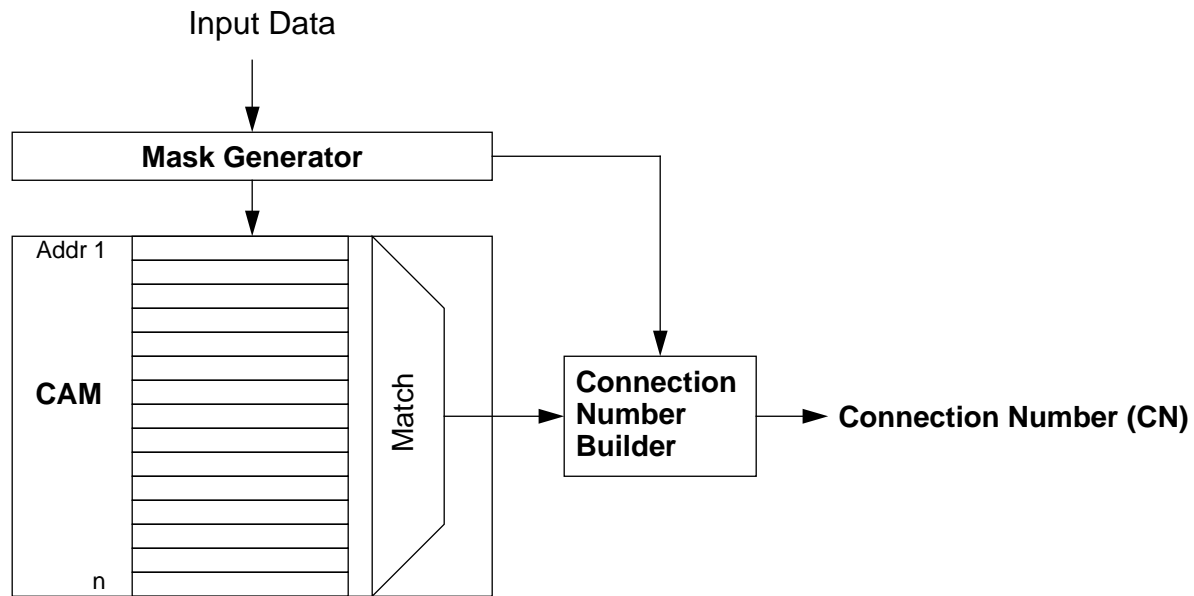 Input Data
Mask Generator
Addr 1
CAM
n
Match
Connection
Number
Builder
Connection Number (CN)